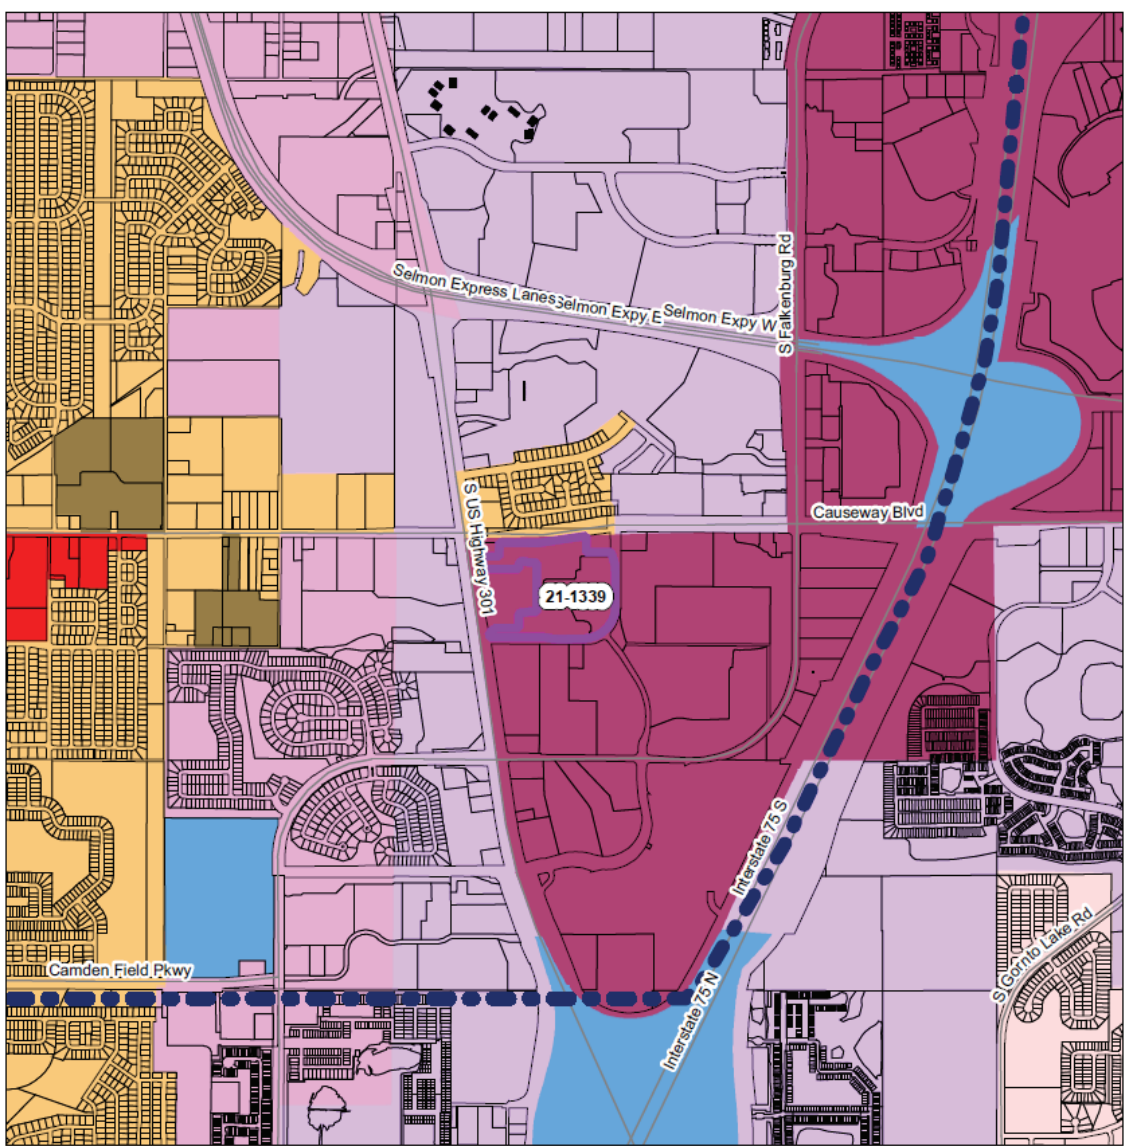 Selmon Express Lanes
Selmon Expy E
Selmon Expy W
S Falkenburg Rd
Causeway Blvd
S US Highway 301
21-1339
Interstate 75 S
S Gornto Lake Rd
Camden Field Pkwy
Interstate 75 N